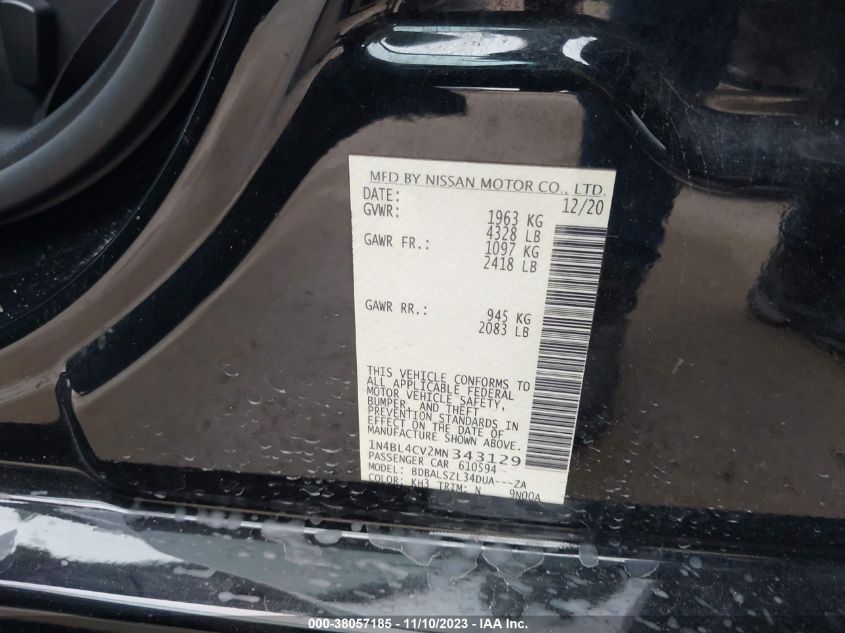 MFD BY NISSAN MOTOR CO., LTD.
DATE: 12/20
GVWR: 1963 KG
4328 LB
GAWR FR.: 1097 KG
2418 LB
GAWR RR.: 945 KG
2083 LB
THIS VEHICLE CONFORMS TO
ALL APPLICABLE FEDERAL
MOTOR VEHICLE SAFETY,
BUMPER, AND THEFT
PREVENTION STANDARDS IN
EFFECT ON THE DATE OF
MANUFACTURE SHOWN ABOVE.
1N4BL4CV2MN343129
PASSENGER CAR 610594
MODEL: BDBALSZL34DUA---ZA
COLOR: KH3 TRIM: N 9N00A
000-38057185 - 11/10/2023 - IAA Inc.